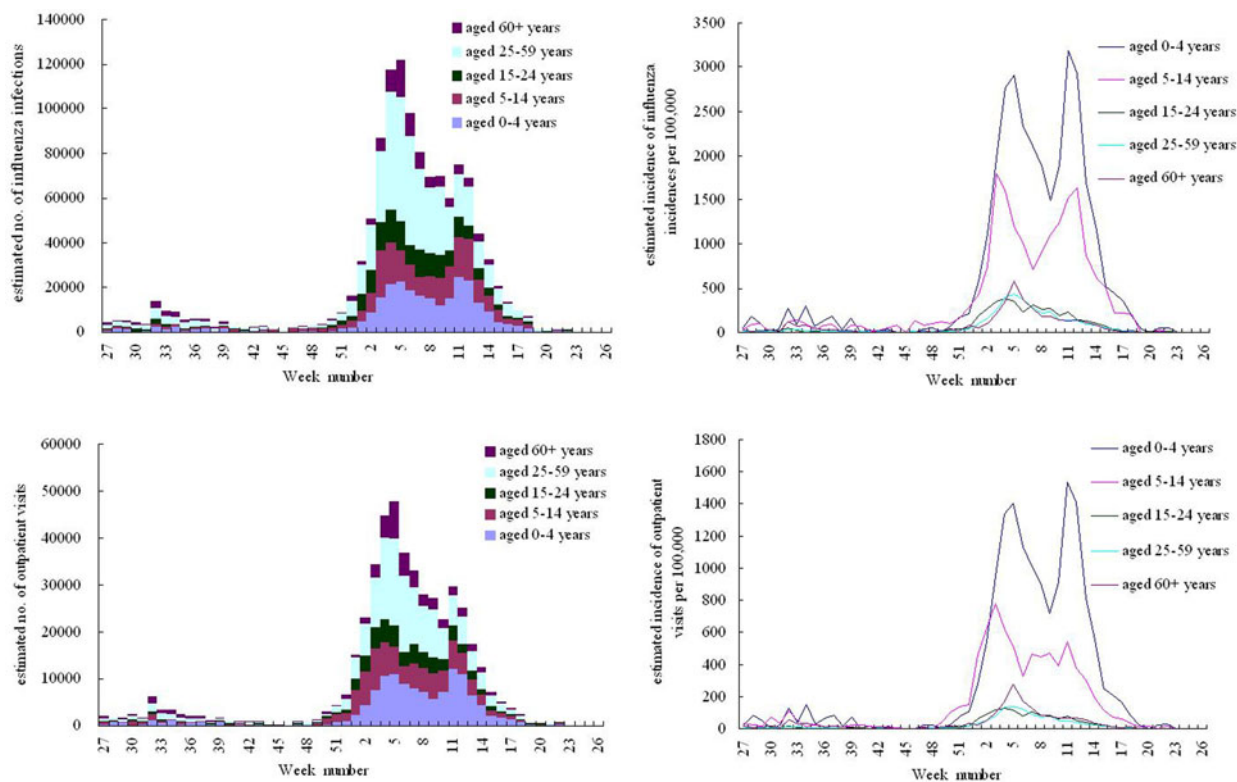 140000
120000
100000
80000
60000
40000
20000
0
estimated no. of influenza infections
aged 60+ years
aged 25-59 years
aged 15-24 years
aged 5-14 years
aged 0-4 years
27 30 33 36 39 42 45 48 51 2 5 8 11 14 17 20 23 26
Week number
3500
3000
2500
2000
1500
1000
500
0
estimated incidence of influenza
incidences per 100,000
aged 0-4 years
aged 5-14 years
aged 15-24 years
aged 25-59 years
aged 60+ years
27 30 33 36 39 42 45 48 51 2 5 8 11 14 17 20 23 26
Week number
60000
50000
40000
30000
20000
10000
0
estimated no. of outpatient visits
aged 60+ years
aged 25-59 years
aged 15-24 years
aged 5-14 years
aged 0-4 years
27 30 33 36 39 42 45 48 51 2 5 8 11 14 17 20 23 26
Week number
1800
1600
1400
1200
1000
800
600
400
200
0
estimated incidence of outpatient
visits per 100,000
aged 0-4 years
aged 5-14 years
aged 15-24 years
aged 25-59 years
aged 60+ years
27 30 33 36 39 42 45 48 51 2 5 8 11 14 17 20 23 26
Week number